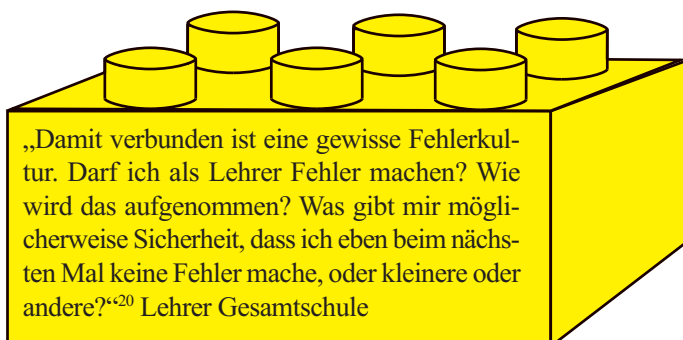 „Damit verbunden ist eine gewisse Fehlerkul-
tur. Darf ich als Lehrer Fehler machen? Wie
wird das aufgenommen? Was gibt mir mögli-
cherweise Sicherheit, dass ich eben beim nächs-
ten Mal keine Fehler mache, oder kleinere oder
andere?“²⁰ Lehrer Gesamtschule